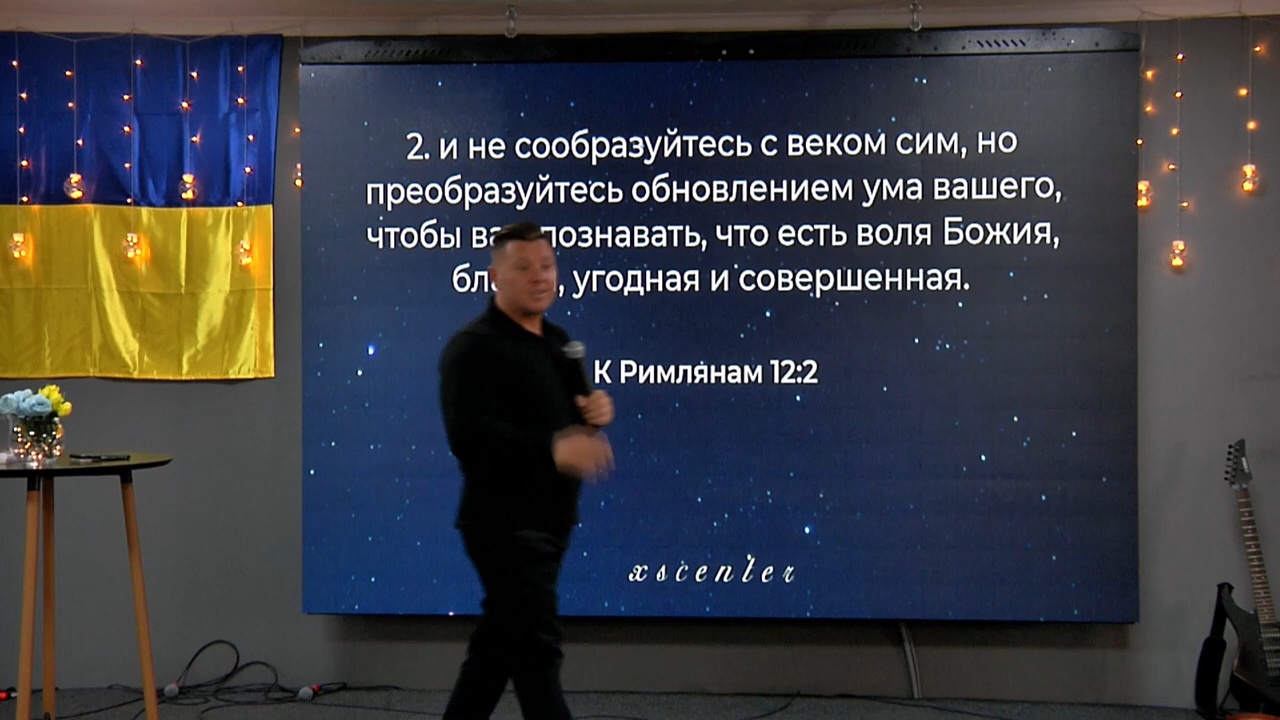 2. и не сообразуйтесь с веком сим, но
преобразуйтесь обновлением ума вашего,
чтобы познавать, что есть воля Божия,
угодная и совершенная.
К Римлянам 12:2
xscenter